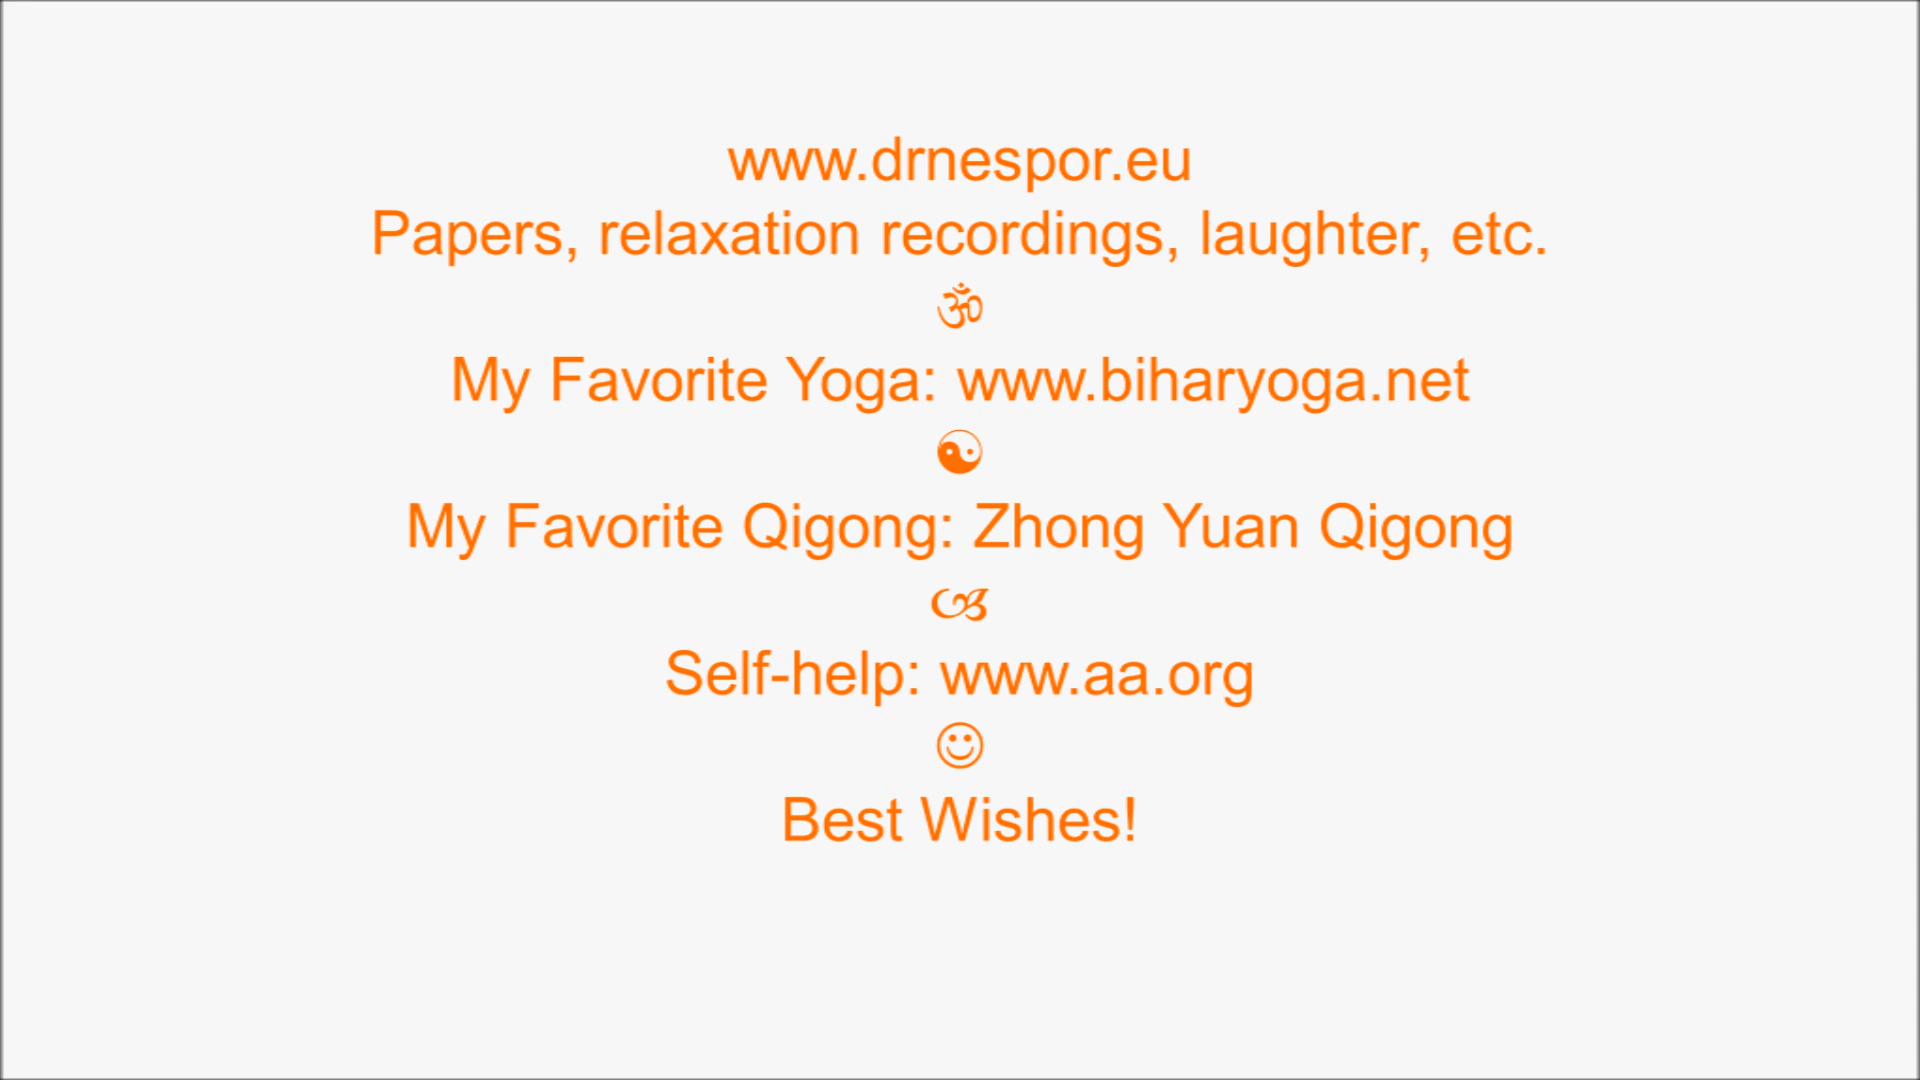 www.drnespor.eu
Papers, relaxation recordings, laughter, etc.
ॐ
My Favorite Yoga: www.biharyoga.net
☯
My Favorite Qigong: Zhong Yuan Qigong
🙰
Self-help: www.aa.org
☺
Best Wishes!